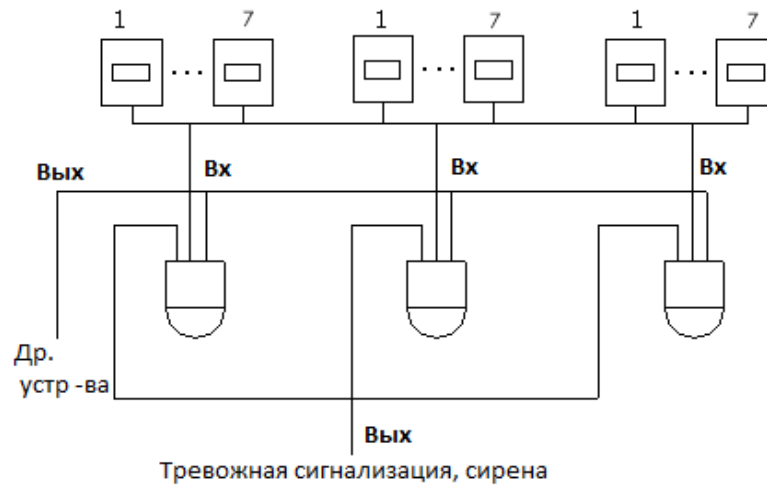 1 7 1 7 1 7
Вых Вх Вх Вх
Др.
устр -ва
Вых
Тревожная сигнализация, сирена